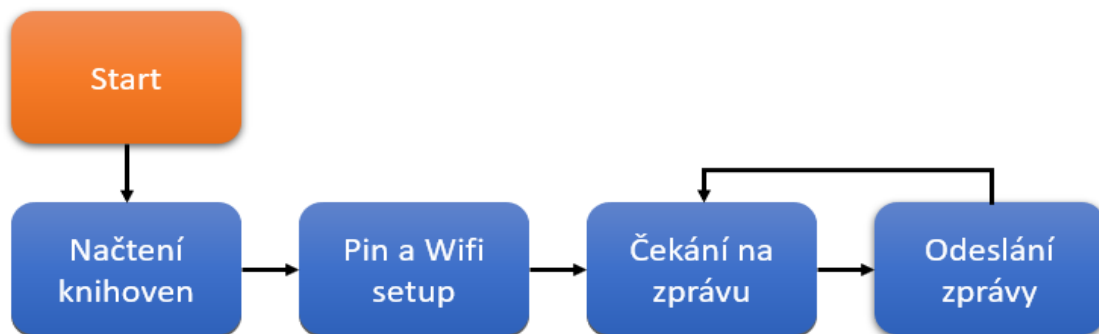 Start
Načtení
knihoven
Pin a Wifi
setup
Čekání na
zprávu
Odeslání
zprávy